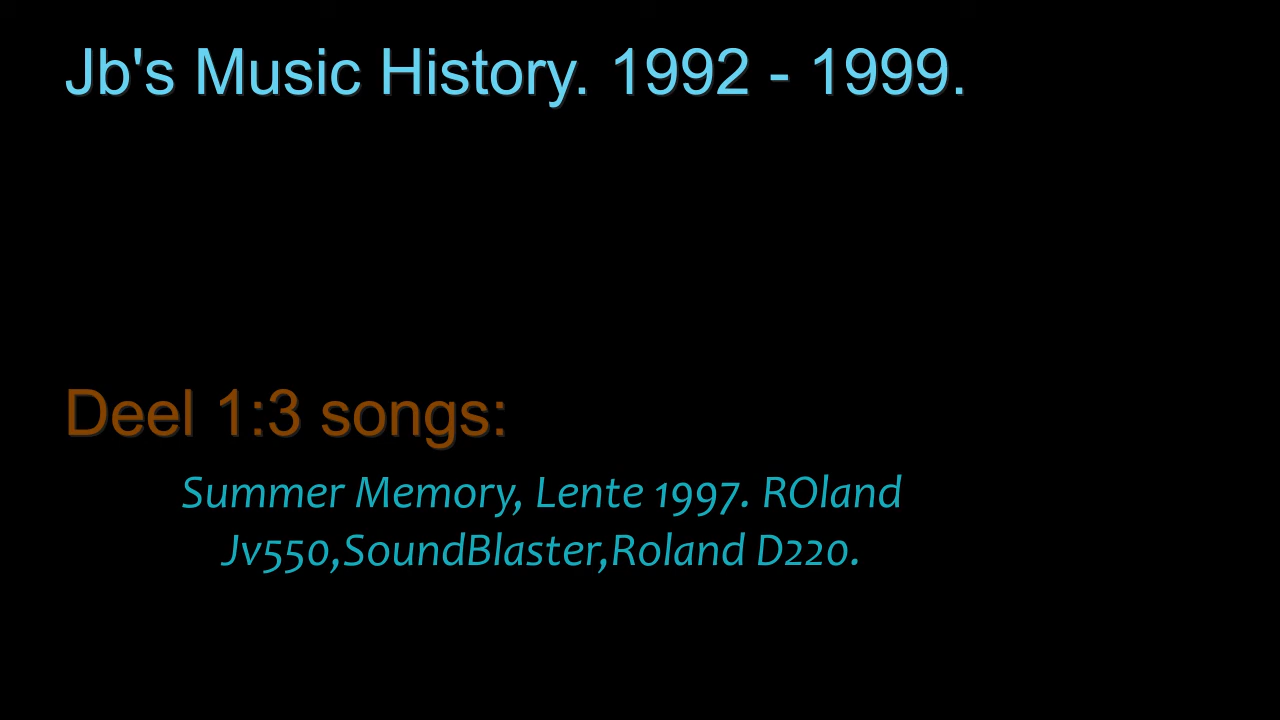 Jb's Music History. 1992 - 1999.
Deel 1:3 songs:
Summer Memory, Lente 1997. ROland
Jv550,SoundBlaster,Roland D220.